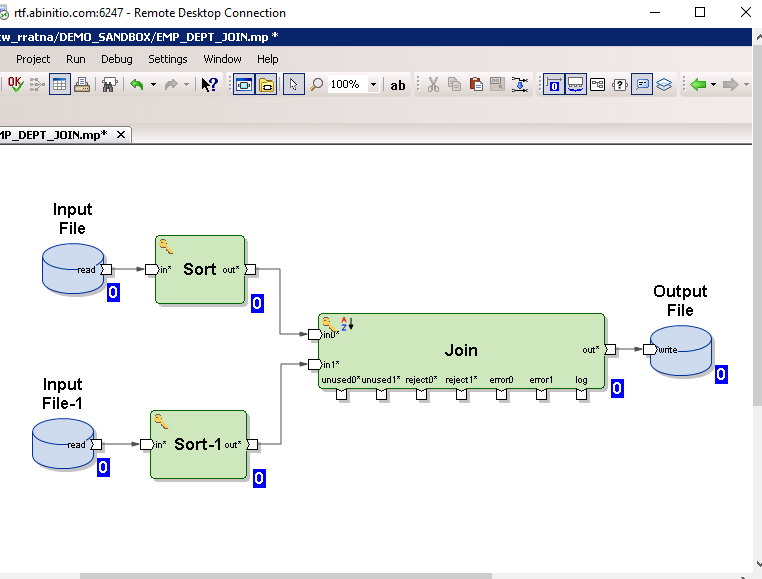 rtf.abinitio.com:6247 - Remote Desktop Connection
w_rratna/DEMO_SANDBOX/EMP_DEPT_JOIN.mp *
Project Run Debug Settings Window Help
OK 100% ab 0 ?
MP_DEPT_JOIN.mp* ×
Input
File
read
0
in* Sort out*
0
Input
File-1
read
0
in* Sort-1 out*
0
A
Z
in0*
in1*
Join
out*
unused0* unused1* reject0* reject1* error0 error1 log
0
Output
File
write
0